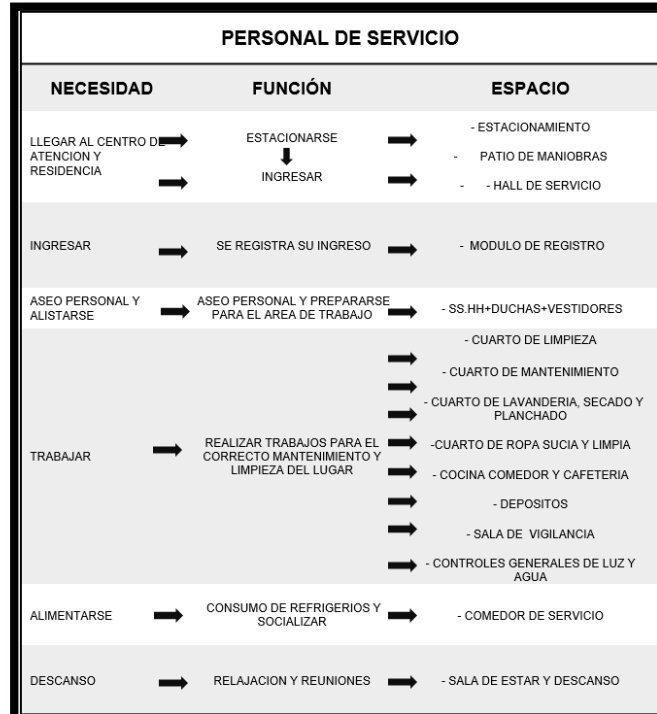 PERSONAL DE SERVICIO
NECESIDAD
FUNCIÓN
ESPACIO
LLEGAR AL CENTRO DE
ATENCION Y
RESIDENCIA
ESTACIONARSE
INGRESAR
- ESTACIONAMIENTO
- PATIO DE MANIOBRAS
- - HALL DE SERVICIO
INGRESAR
SE REGISTRA SU INGRESO
- MODULO DE REGISTRO
ASEO PERSONAL Y
ALISTARSE
ASEO PERSONAL Y PREPARARSE
PARA EL AREA DE TRABAJO
- SS.HH+DUCHAS+VESTIDORES
TRABAJAR
REALIZAR TRABAJOS PARA EL
CORRECTO MANTENIMIENTO Y
LIMPIEZA DEL LUGAR
- CUARTO DE LIMPIEZA
- CUARTO DE MANTENIMIENTO
- CUARTO DE LAVANDERIA, SECADO Y
PLANCHADO
-CUARTO DE ROPA SUCIA Y LIMPIA
- COCINA COMEDOR Y CAFETERIA
- DEPOSITOS
- SALA DE VIGILANCIA
- CONTROLES GENERALES DE LUZ Y
AGUA
ALIMENTARSE
CONSUMO DE REFRIGERIOS Y
SOCIALIZAR
- COMEDOR DE SERVICIO
DESCANSO
RELAJACION Y REUNIONES
- SALA DE ESTAR Y DESCANSO